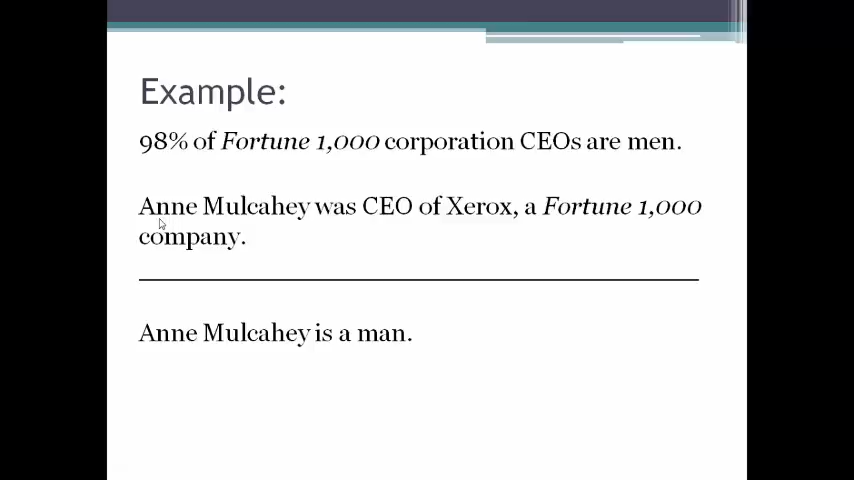 Example:
98% of Fortune 1,000 corporation CEOs are men.
Anne Mulcahey was CEO of Xerox, a Fortune 1,000
company.
Anne Mulcahey is a man.